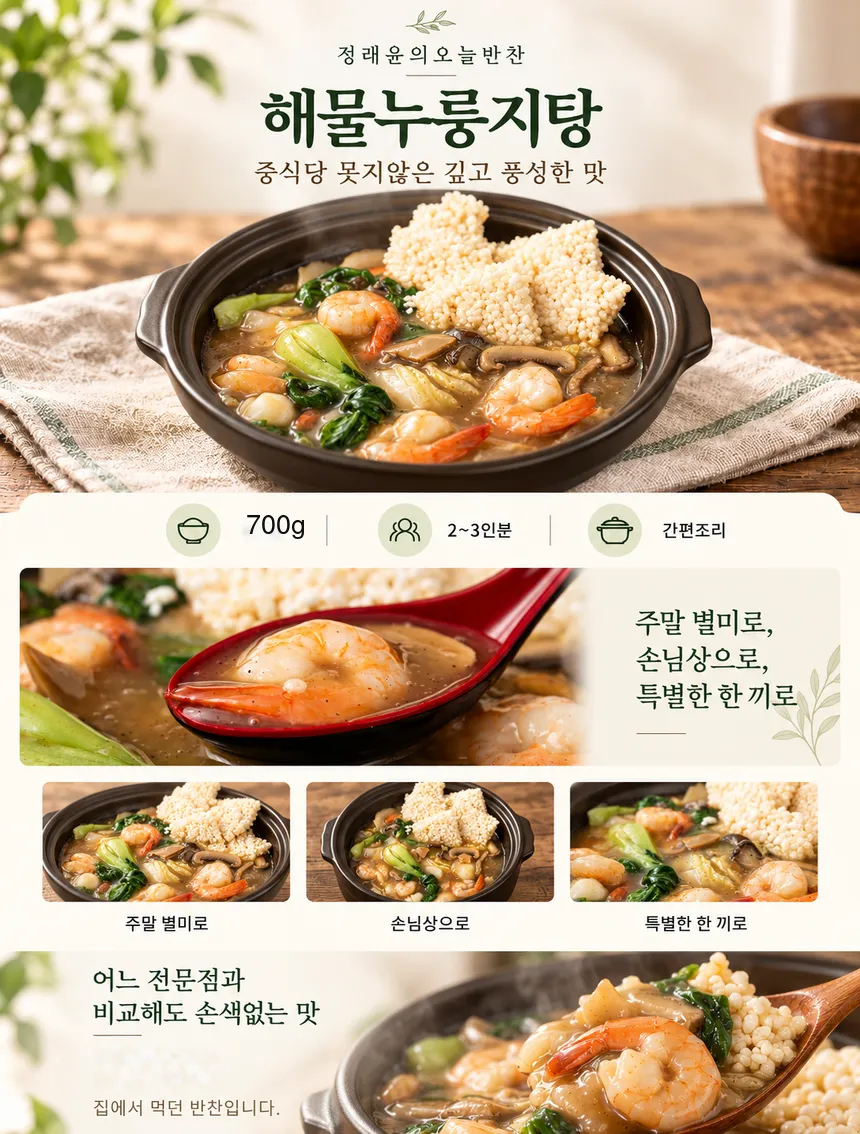 정래윤의오늘반찬
해물누룽지탕
중식당 못지않은 깊고 풍성한 맛
700g
2~3인분
간편조리
주말 별미로,
손님상으로,
특별한 한 끼로
주말 별미로
손님상으로
특별한 한 끼로
어느 전문점과
비교해도 손색없는 맛
집에서 먹던 반찬입니다.